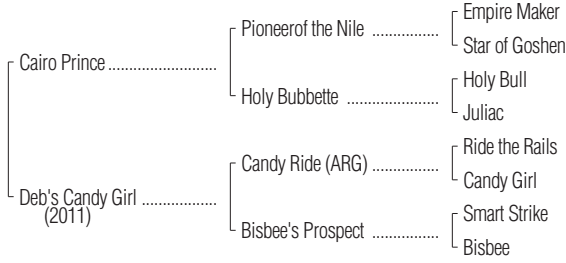 Empire Maker
Pioneerof the Nile ................
Star of Goshen
Cairo Prince ..........................
Holy Bull
Holy Bubbette ......................
Juliac
Ride the Rails
Candy Ride (ARG) ................
Candy Girl
Deb's Candy Girl ..................
(2011)
Smart Strike
Bisbee's Prospect ................
Bisbee